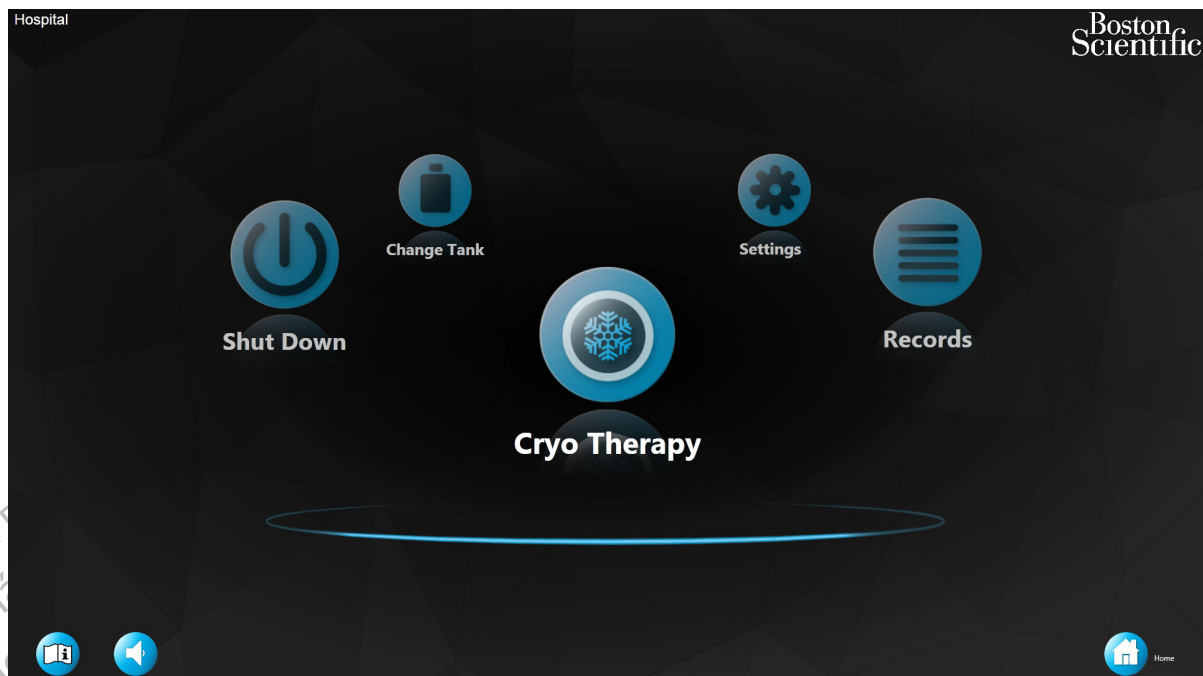 Hospital
Boston
Scientific
Change Tank
Settings
Shut Down
Records
Cryo Therapy
i
Home